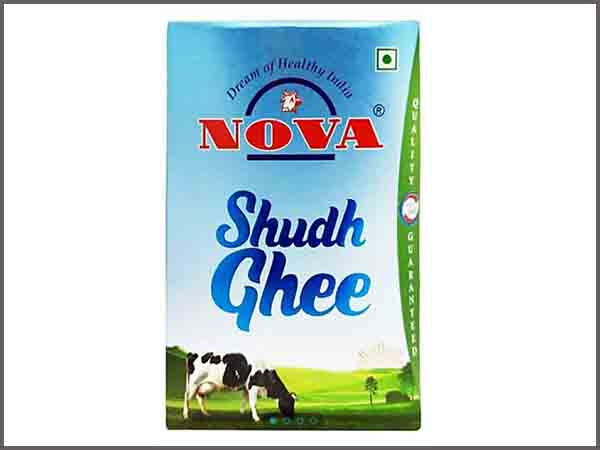 Dream of Healthy India
NOVA®
Shudh
Ghee
QUALITY
GUARANTEED